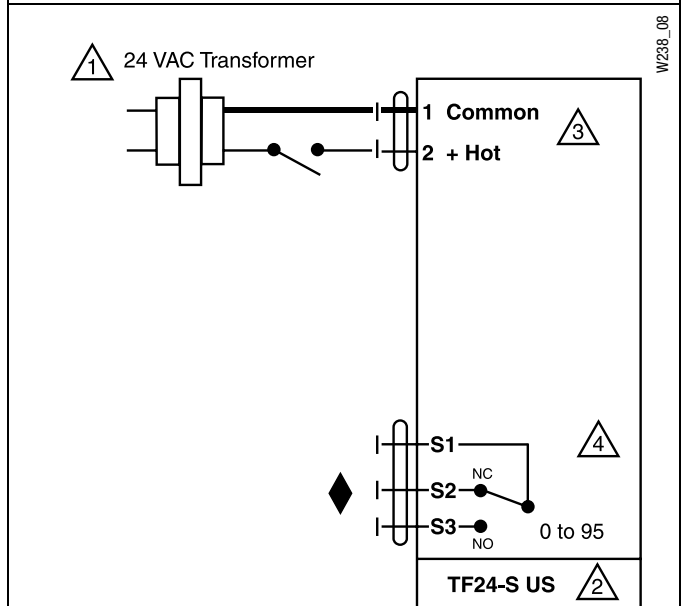 W238_08
1 24 VAC Transformer
1 Common
3
2 + Hot
S1
4
NC
S2
S3
0 to 95
NO
TF24-S US
2